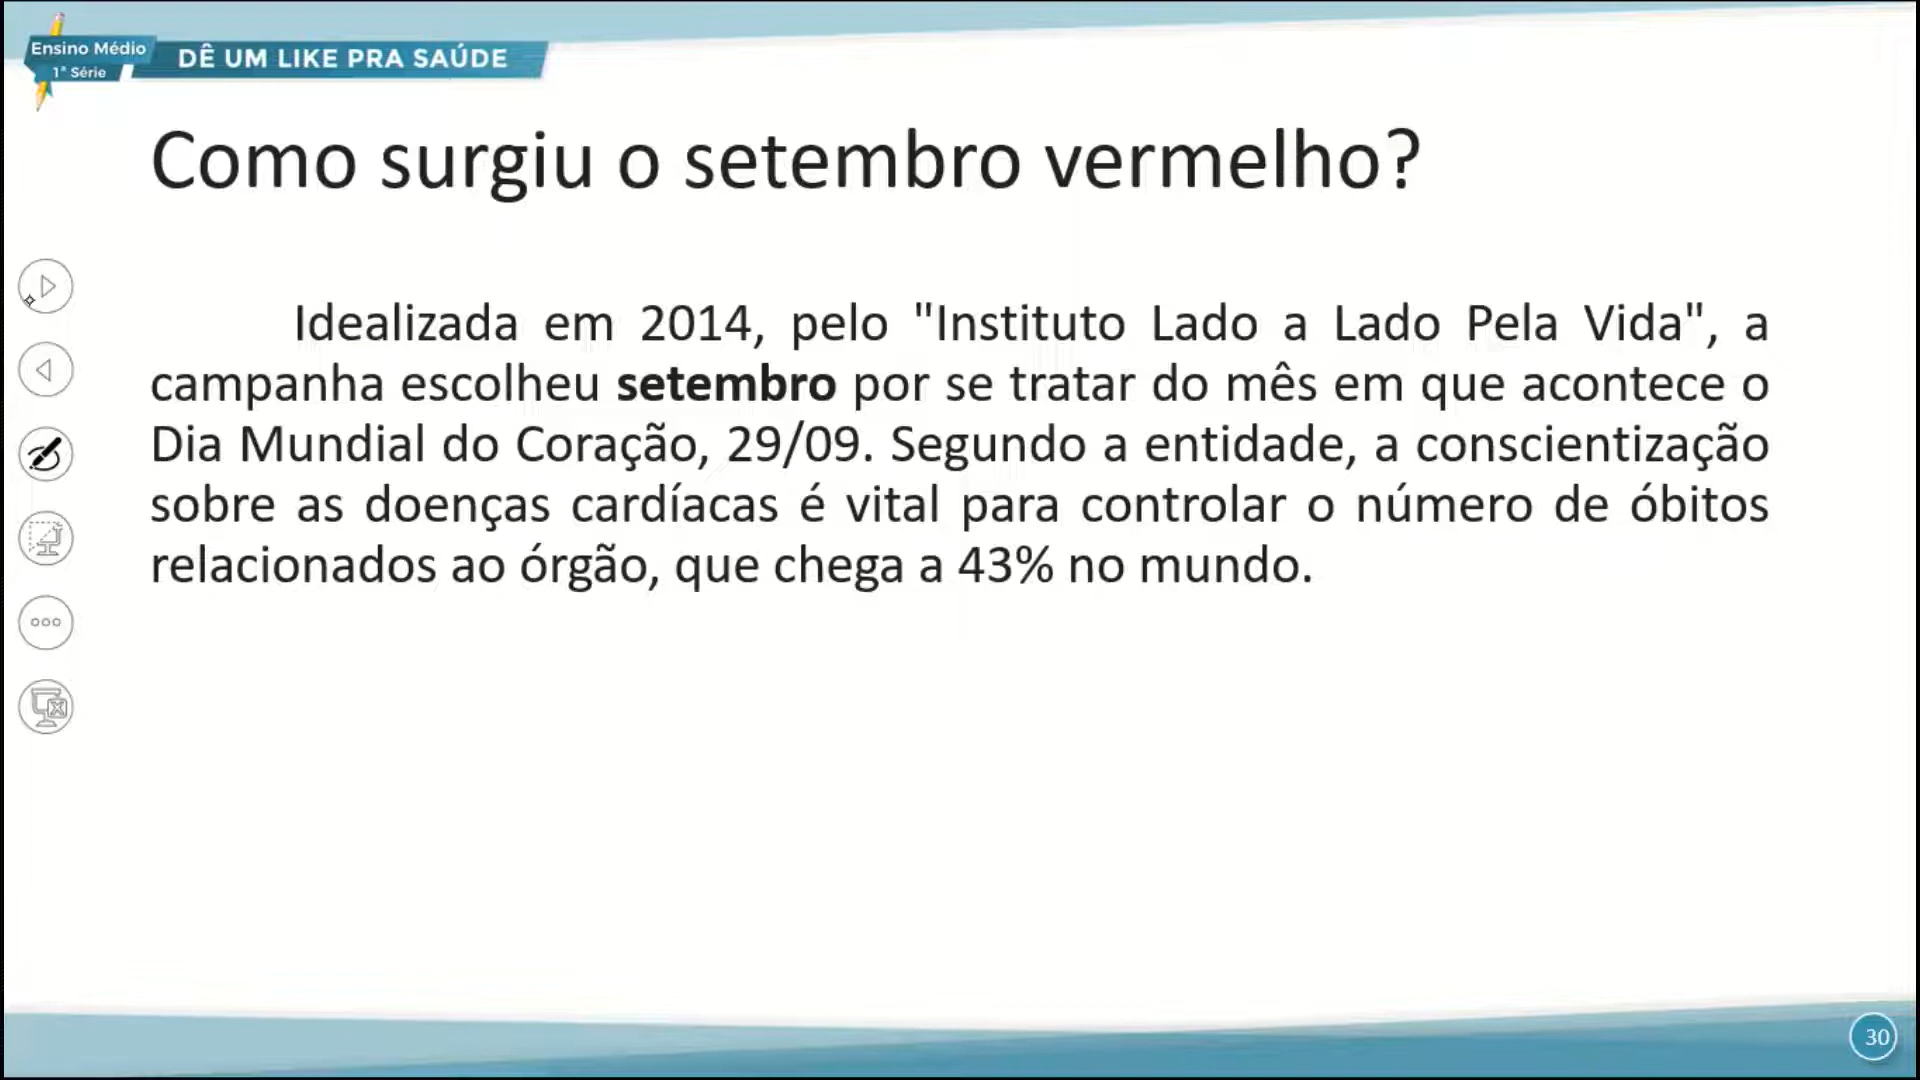 Ensino Médio
1ª Série
DÊ UM LIKE PRA SAÚDE
Como surgiu o setembro vermelho?
Idealizada em 2014, pelo "Instituto Lado a Lado Pela Vida", a
campanha escolheu setembro por se tratar do mês em que acontece o
Dia Mundial do Coração, 29/09. Segundo a entidade, a conscientização
sobre as doenças cardíacas é vital para controlar o número de óbitos
relacionados ao órgão, que chega a 43% no mundo.
30